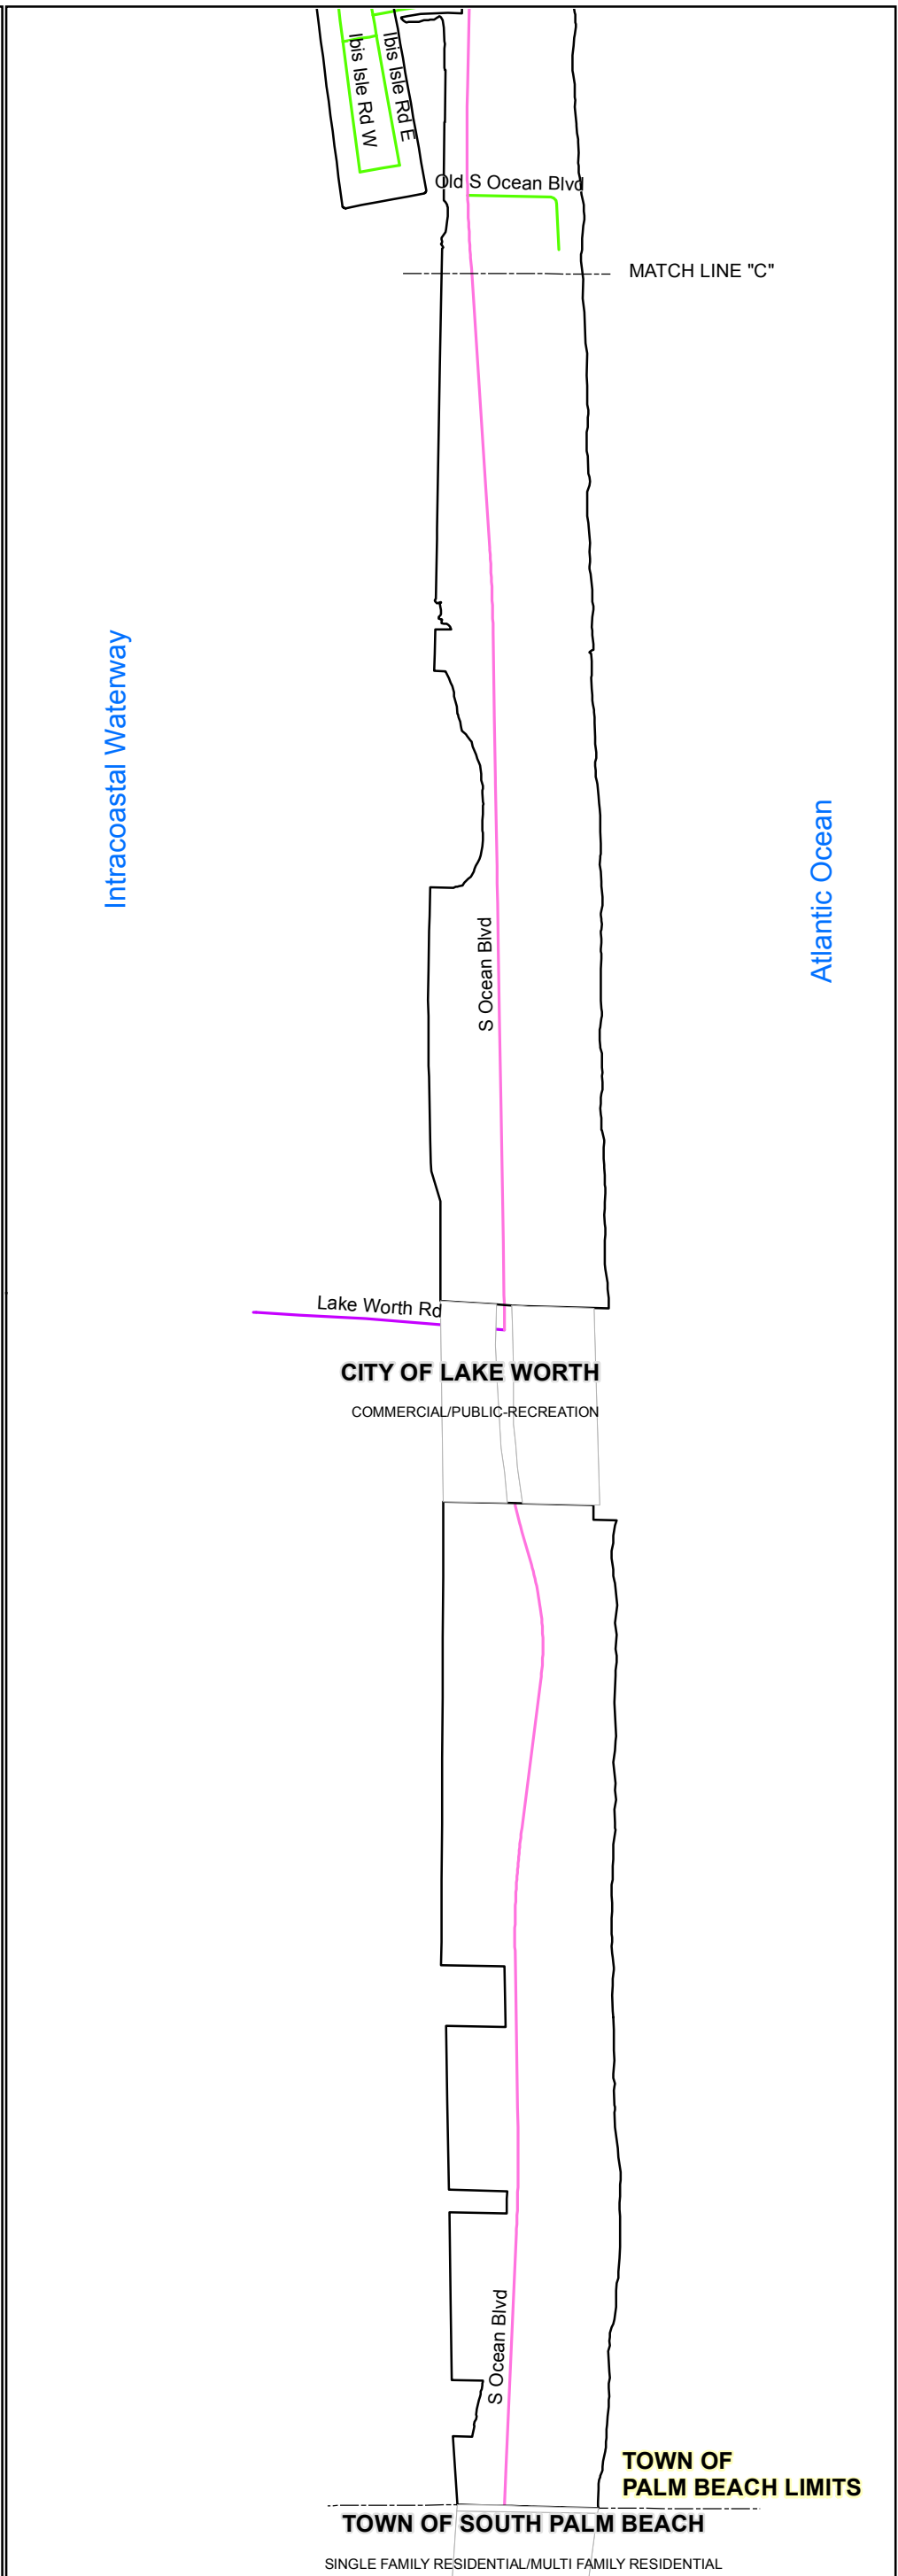 Ibis Isle Rd W
Ibis Isle Rd E
Old S Ocean Blvd
MATCH LINE "C"
Intracoastal Waterway
Atlantic Ocean
S Ocean Blvd
Lake Worth Rd
CITY OF LAKE WORTH
COMMERCIAL/PUBLIC-RECREATION
S Ocean Blvd
TOWN OF
PALM BEACH LIMITS
TOWN OF SOUTH PALM BEACH
SINGLE FAMILY RESIDENTIAL/MULTI FAMILY RESIDENTIAL